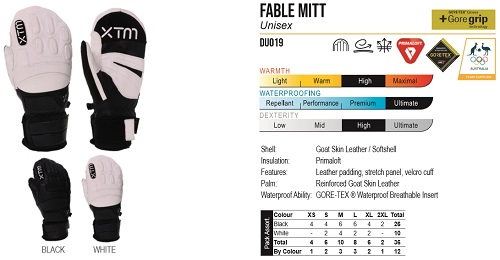 XTM
XTM
BLACK
WHITE
FABLE MITT
Unisex
DU019
GORE-TEX
+Gore grip
technology
PRIMALOFT
GORE-TEX
AUSTRALIA
WARMTH
Light Warm High Maximal
WATERPROOFING
Repellant Performance Premium Ultimate
DEXTERITY
Low Mid High Ultimate
Shell: Goat Skin Leather / Softshell
Insulation: Primaloft
Features: Leather padding, stretch panel, velcro cuff
Palm: Reinforced Goat Skin Leather
Waterproof Ability: GORE-TEX ® Waterproof Breathable Insert
Pack Assort.
Colour XS S M L XL 2XL Total
Black 4 4 6 6 4 2 26
White - 2 4 2 2 - 10
Total 4 6 10 8 6 2 36
By Colour 1 2 3 3 2 1 12